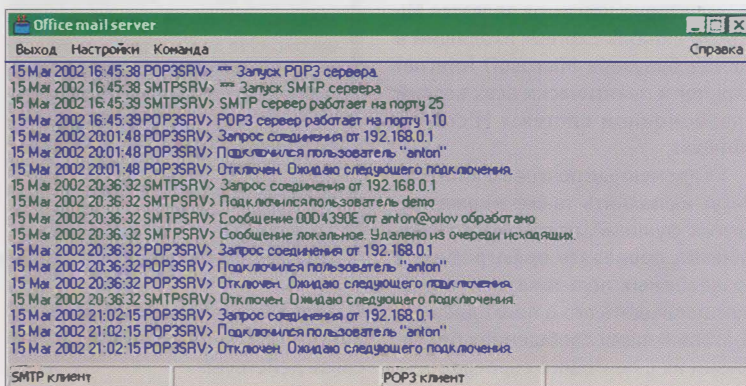 Office mail server
Выход Настройки Команда Справка
15 Mar 2002 16:45:38 POP3SRV> *** Запуск POP3 сервера.
15 Mar 2002 16:45:38 SMTPSRV> *** Запуск SMTP сервера
15 Mar 2002 16:45:39 SMTPSRV> SMTP сервер работает на порту 25
15 Mar 2002 16:45:39 POP3SRV> POP3 сервер работает на порту 110
15 Mar 2002 20:01:48 POP3SRV> Запрос соединения от 192.168.0.1
15 Mar 2002 20:01:48 POP3SRV> Подключился пользователь "anton"
15 Mar 2002 20:01:48 POP3SRV> Отключен. Ожидаю следующего подключения.
15 Mar 2002 20:36:32 SMTPSRV> Запрос соединения от 192.168.0.1
15 Mar 2002 20:36:32 SMTPSRV> Подключился пользователь demo
15 Mar 2002 20:36:32 SMTPSRV> Сообщение 00D4390E от anton@orlov обработано
15 Mar 2002 20:36:32 SMTPSRV> Сообщение локальное. Удалено из очереди исходящих.
15 Mar 2002 20:36:32 POP3SRV> Запрос соединения от 192.168.0.1
15 Mar 2002 20:36:32 POP3SRV> Подключился пользователь "anton"
15 Mar 2002 20:36:32 POP3SRV> Отключен. Ожидаю следующего подключения.
15 Mar 2002 20:36:32 SMTPSRV> Отключен. Ожидаю следующего подключения.
15 Mar 2002 21:02:15 POP3SRV> Запрос соединения от 192.168.0.1
15 Mar 2002 21:02:15 POP3SRV> Подключился пользователь "anton"
15 Mar 2002 21:02:15 POP3SRV> Отключен. Ожидаю следующего подключения.
SMTP клиент POP3 клиент